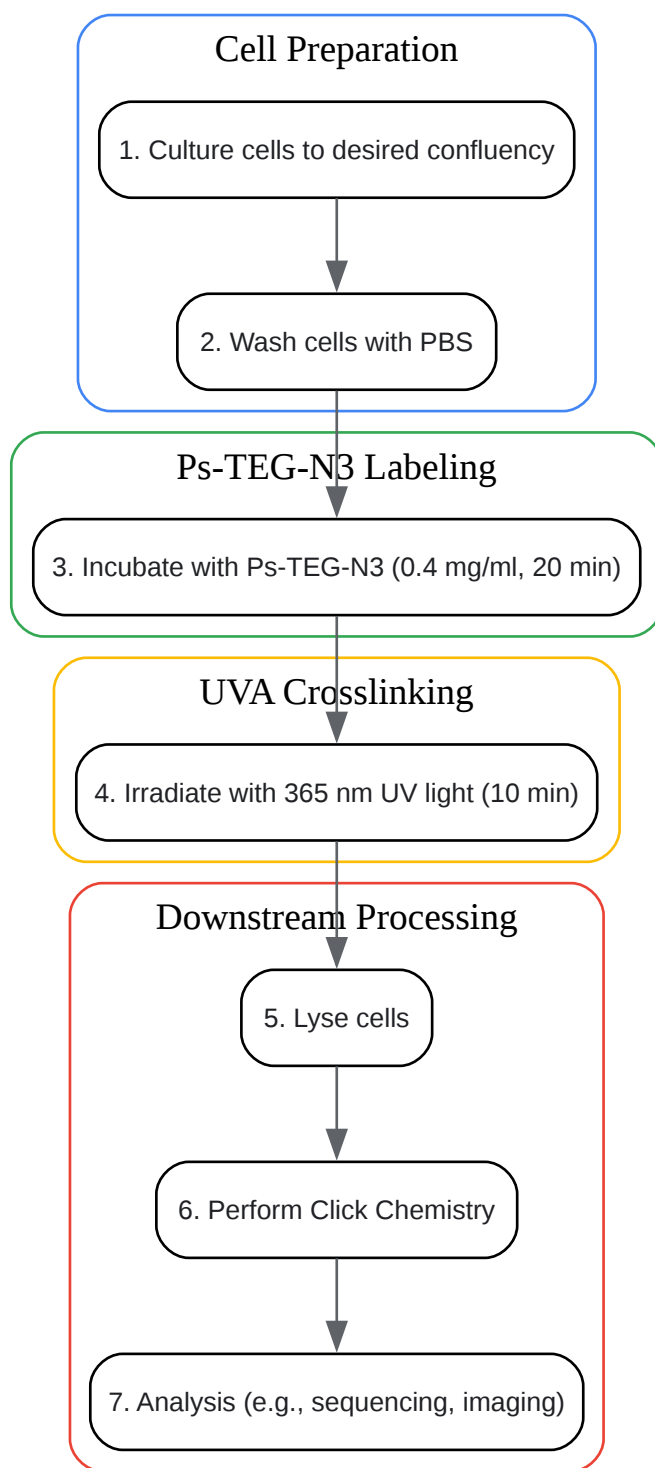 Cell Preparation
1. Culture cells to desired confluency
2. Wash cells with PBS
Ps-TEG-N3 Labeling
3. Incubate with Ps-TEG-N3 (0.4 mg/ml, 20 min)
UVA Crosslinking
4. Irradiate with 365 nm UV light (10 min)
Downstream Processing
5. Lyse cells
6. Perform Click Chemistry
7. Analysis (e.g., sequencing, imaging)